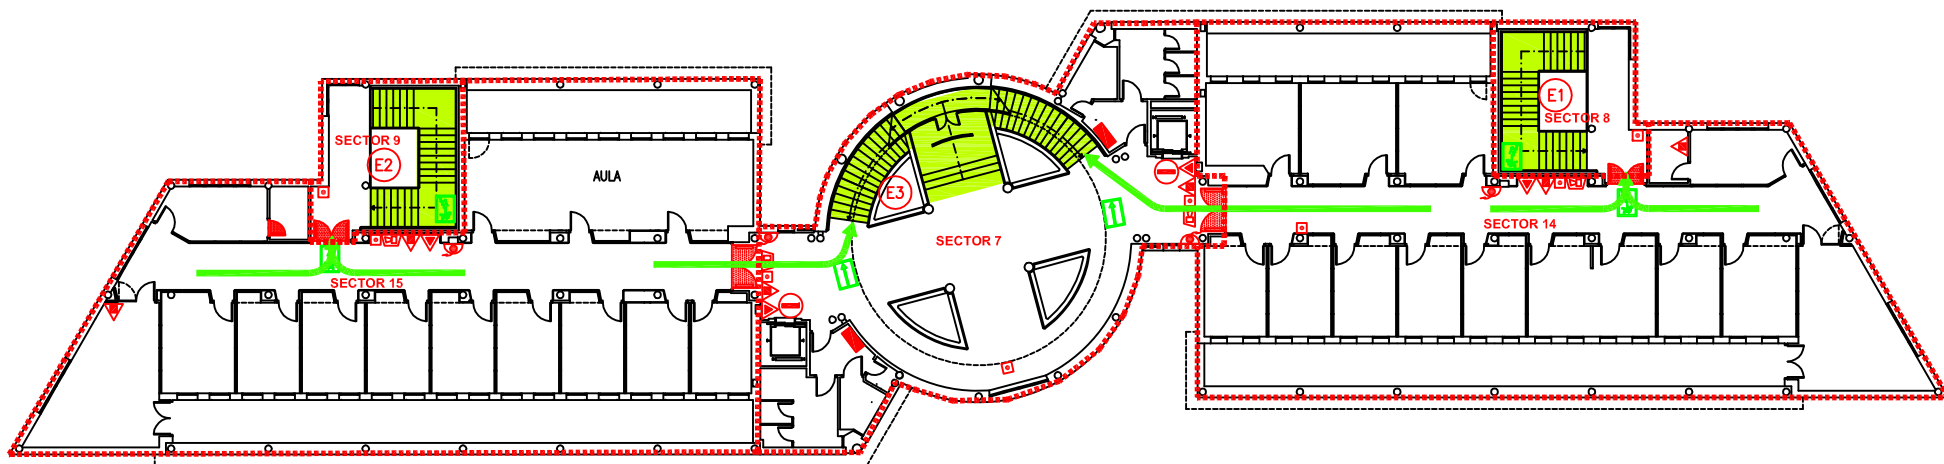 E1
SECTOR 8
SECTOR 9
E2
AULA
E3
SECTOR 14
SECTOR 7
SECTOR 15